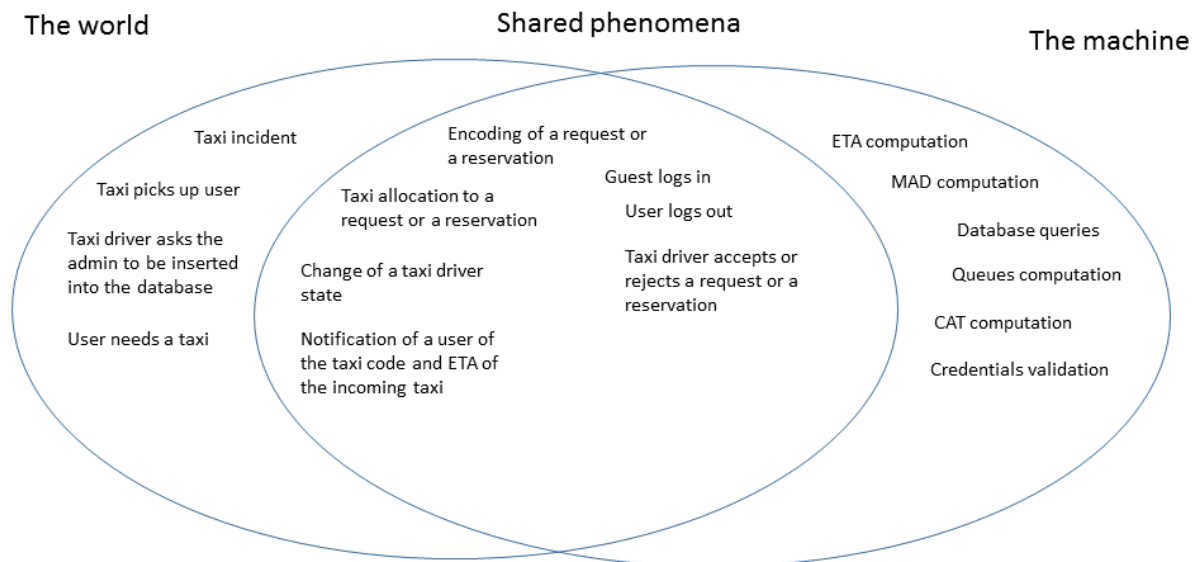 The world
Shared phenomena
The machine
Taxi incident
Taxi picks up user
Taxi driver asks the
admin to be inserted
into the database
User needs a taxi
Encoding of a request or
a reservation
Guest logs in
Taxi allocation to a
request or a reservation
User logs out
Change of a taxi driver
state
Taxi driver accepts or
rejects a request or a
reservation
Notification of a user of
the taxi code and ETA of
the incoming taxi
ETA computation
MAD computation
Database queries
Queues computation
CAT computation
Credentials validation